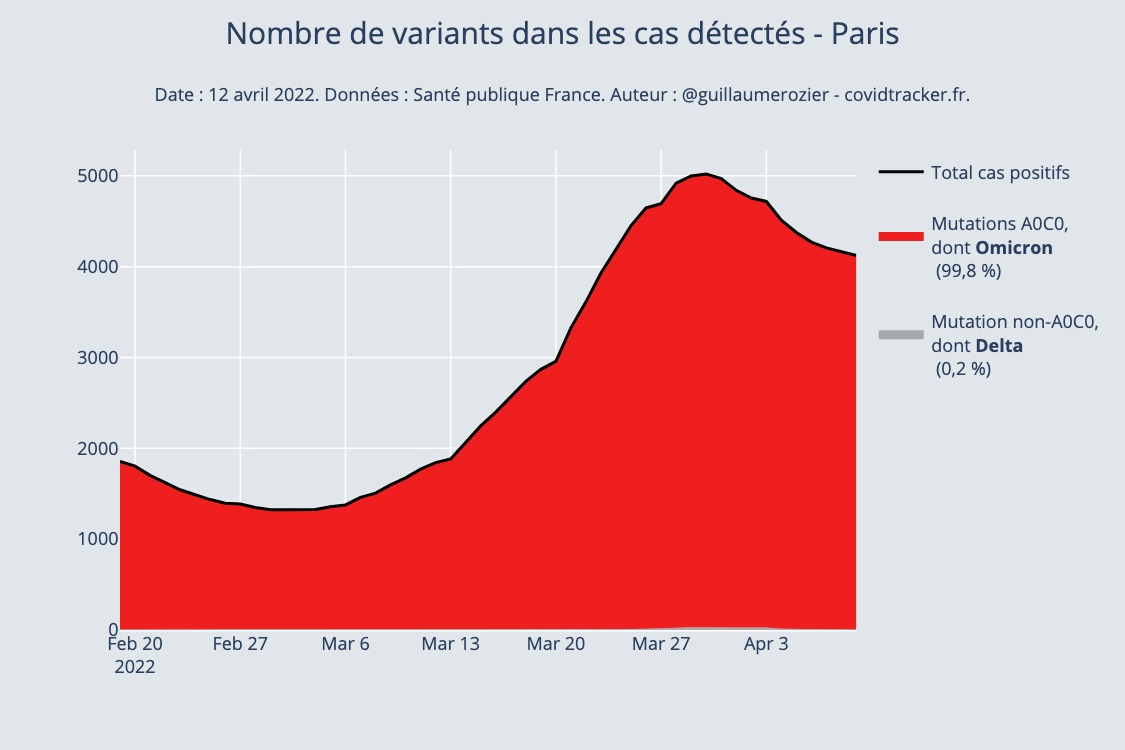 Nombre de variants dans les cas détectés - Paris
Date : 12 avril 2022. Données : Santé publique France. Auteur : @guillaumerozier - covidtracker.fr.
5000
4000
3000
2000
1000
0
Feb 20
2022
Feb 27
Mar 6
Mar 13
Mar 20
Mar 27
Apr 3
Total cas positifs
Mutations A0C0,
dont Omicron
(99,8 %)
Mutation non-A0C0,
dont Delta
(0,2 %)